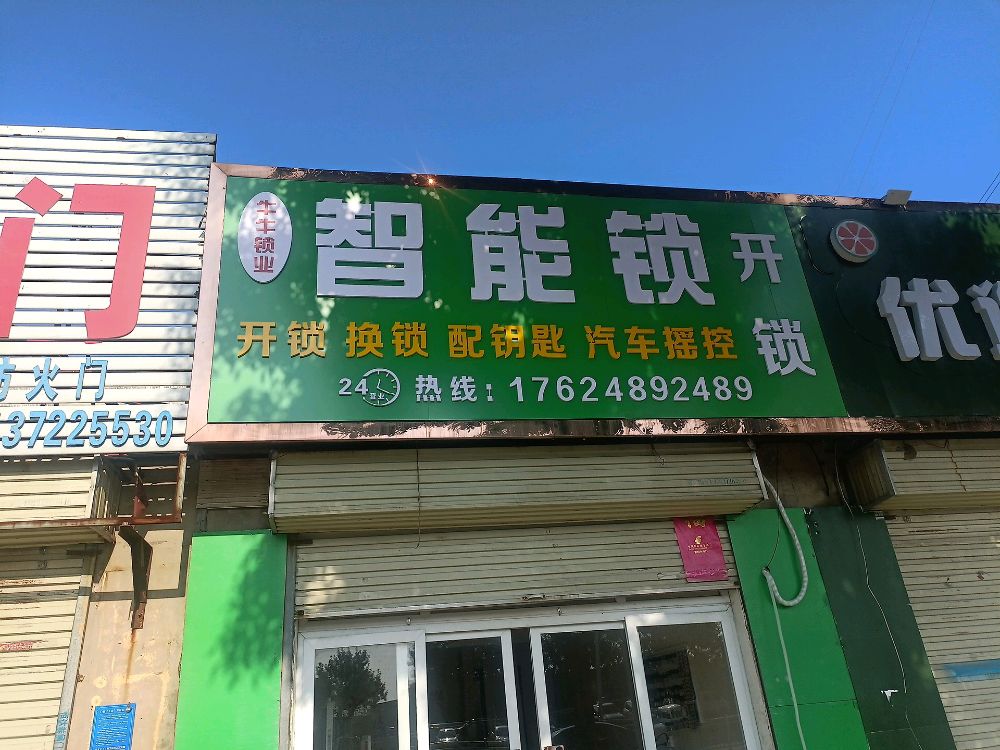 门
防火门
37225530
牛牛锁业
智能锁
开锁
开锁 换锁 配钥匙 汽车摇控
24 营业 热线：17624892489
优